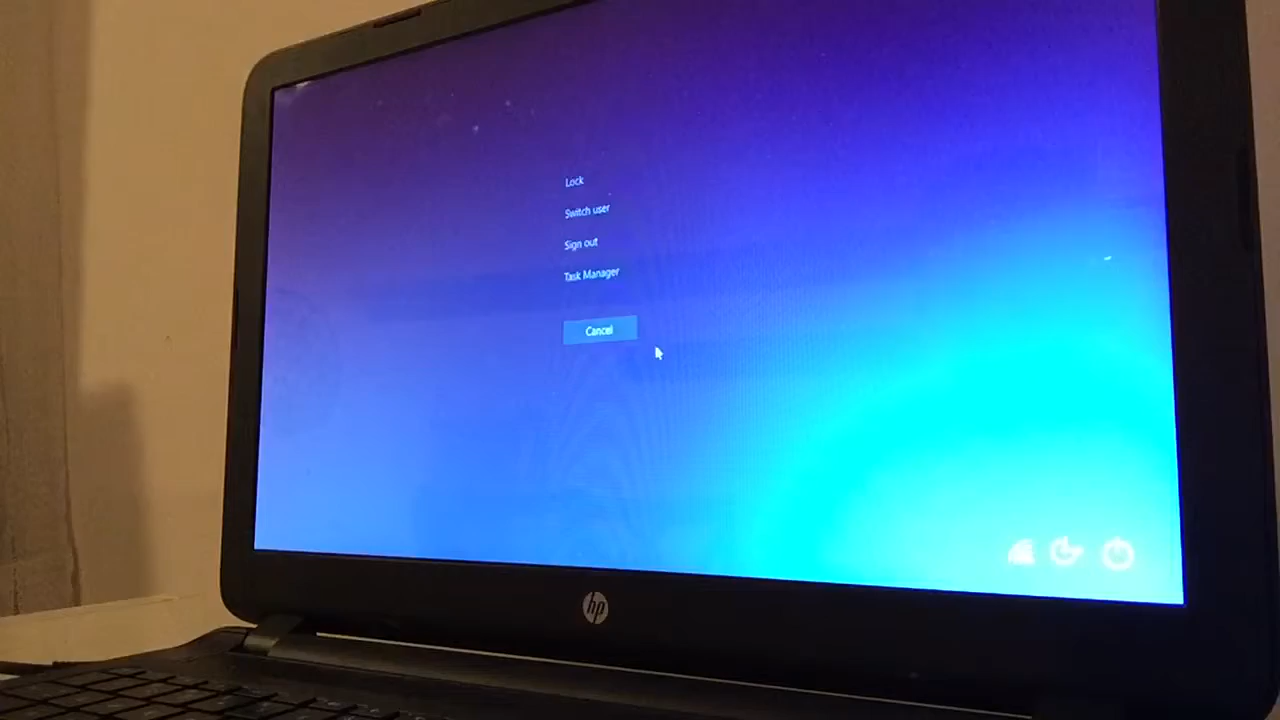 Lock
Switch user
Sign out
Task Manager
Cancel
hp